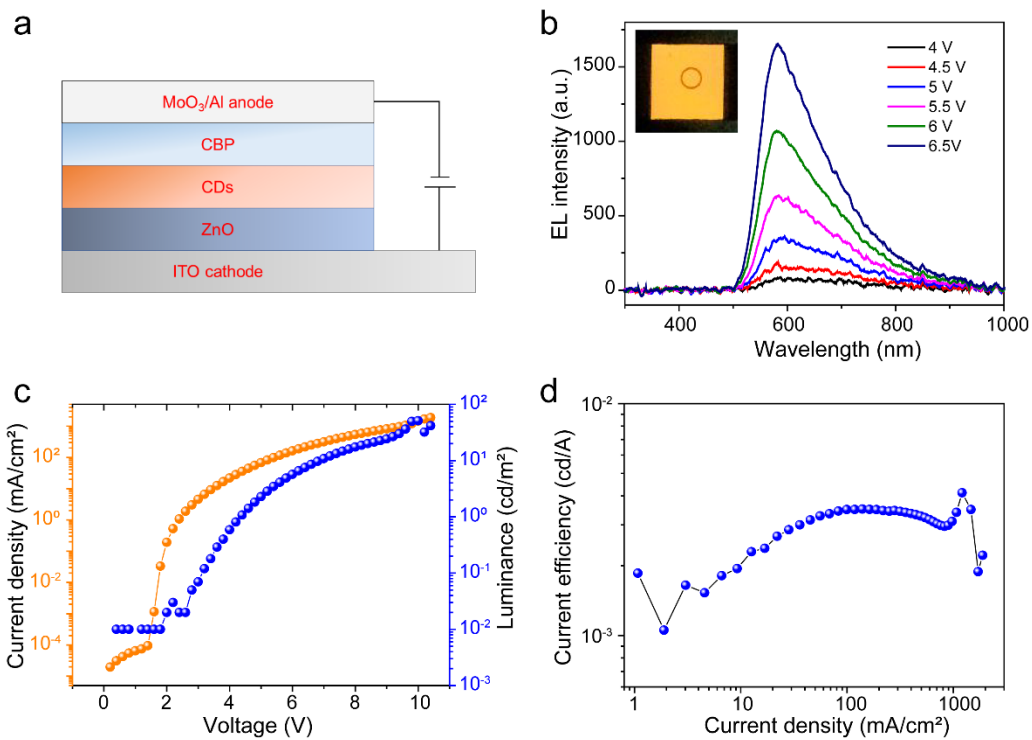 a
MoO₃/Al anode
CBP
CDs
ZnO
ITO cathode
b
EL intensity (a.u.)
1500
1000
500
0
4 V
4.5 V
5 V
5.5 V
6 V
6.5V
400
600
800
1000
Wavelength (nm)
c
Current density (mA/cm²)
10²
10⁰
10⁻²
10⁻⁴
0
2
4
6
8
10
Voltage (V)
10²
10¹
10⁰
10⁻¹
10⁻²
10⁻³
Luminance (cd/m²)
d
Current efficiency (cd/A)
10⁻²
10⁻³
1
10
100
1000
Current density (mA/cm²)